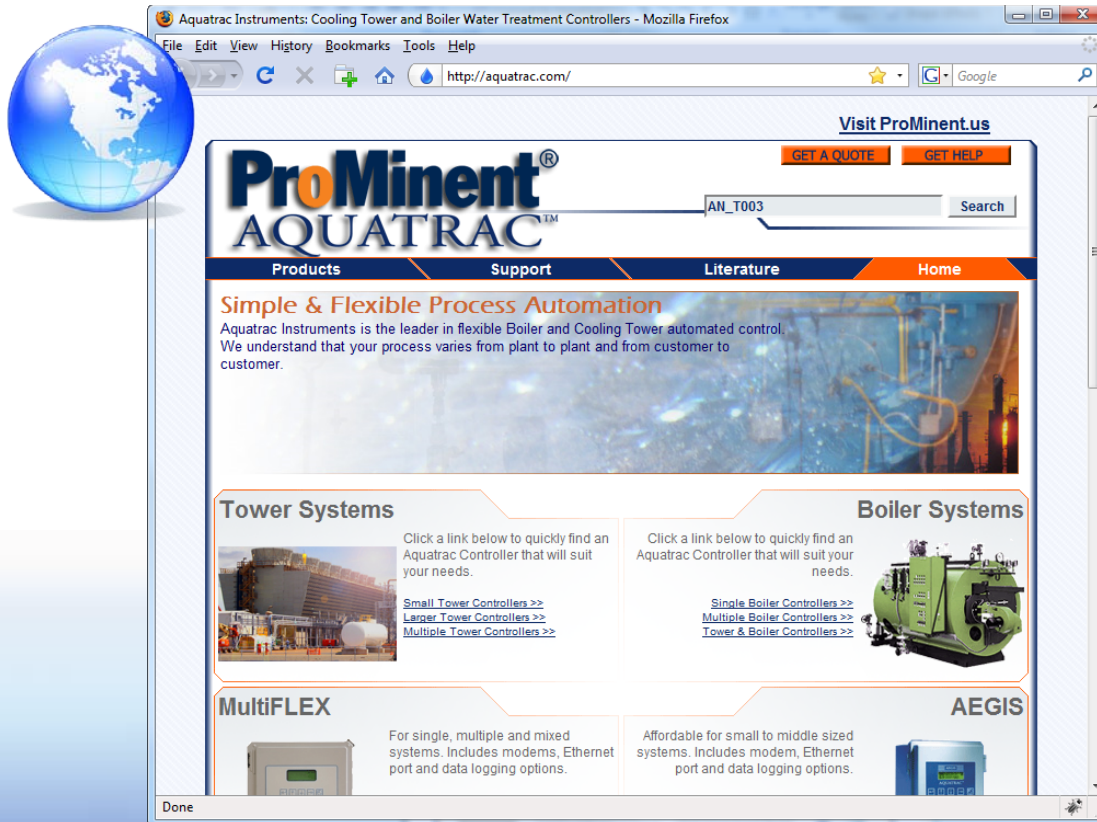 Aquatrac Instruments: Cooling Tower and Boiler Water Treatment Controllers - Mozilla Firefox
File Edit View History Bookmarks Tools Help
http://aquatrac.com/
G Google
Visit ProMinent.us
GET A QUOTE GET HELP
ProMinent®
AQUATRAC™
AN_T003 Search
Products Support Literature Home
Simple & Flexible Process Automation
Aquatrac Instruments is the leader in flexible Boiler and Cooling Tower automated control.
We understand that your process varies from plant to plant and from customer to
customer.
Tower Systems
Click a link below to quickly find an
Aquatrac Controller that will suit
your needs.
Small Tower Controllers >>
Larger Tower Controllers >>
Multiple Tower Controllers >>
Boiler Systems
Click a link below to quickly find an
Aquatrac Controller that will suit your
needs.
Single Boiler Controllers >>
Multiple Boiler Controllers >>
Tower & Boiler Controllers >>
MultiFLEX
For single, multiple and mixed
systems. Includes modems, Ethernet
port and data logging options.
AEGIS
Affordable for small to middle sized
systems. Includes modem, Ethernet
port and data logging options.
Done